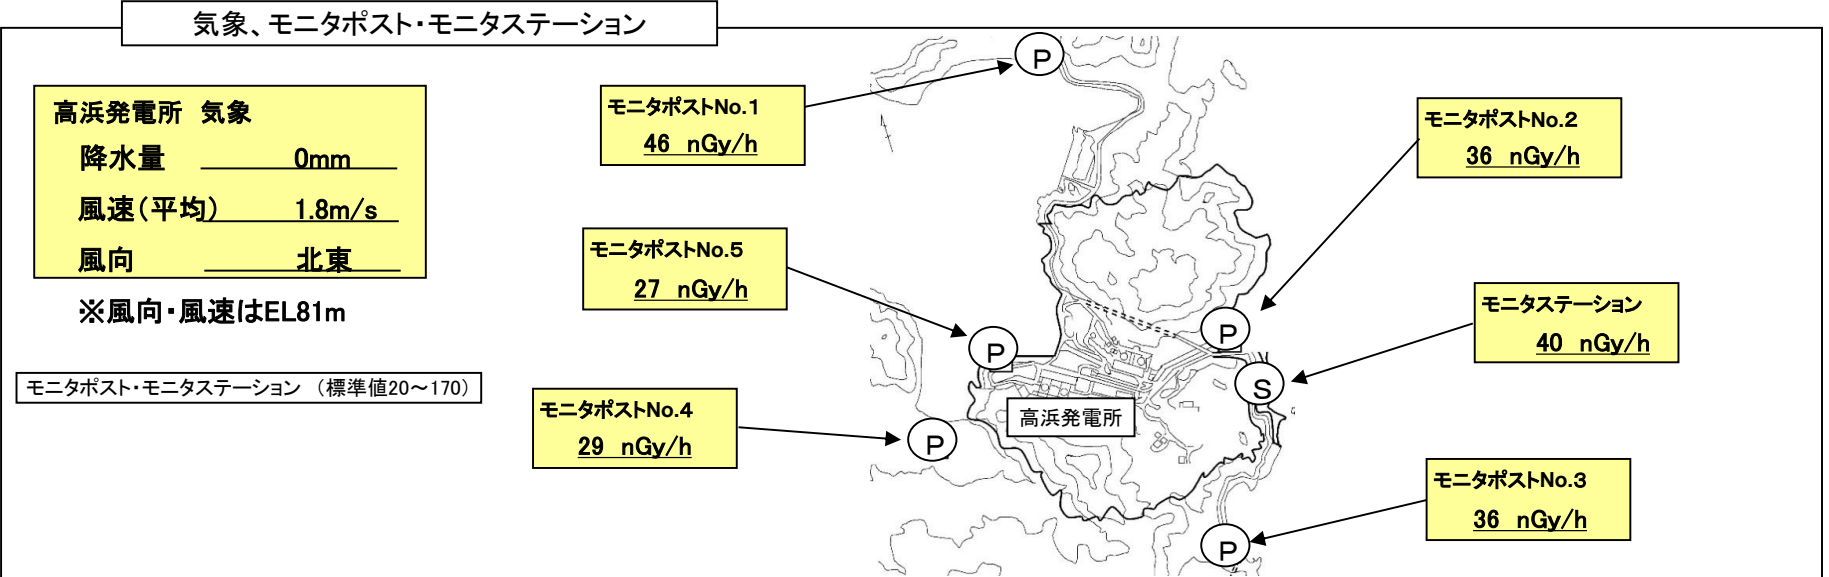 気象、モニタポスト・モニタステーション
高浜発電所 気象
降水量 0mm
風速(平均) 1.8m/s
風向 北東
※風向・風速はEL81m
モニタポスト・モニタステーション (標準値20~170)
モニタポストNo.1
46 nGy/h
モニタポストNo.2
36 nGy/h
モニタポストNo.5
27 nGy/h
モニタステーション
40 nGy/h
モニタポストNo.4
29 nGy/h
モニタポストNo.3
36 nGy/h
P
P
P
S
P
P
高浜発電所